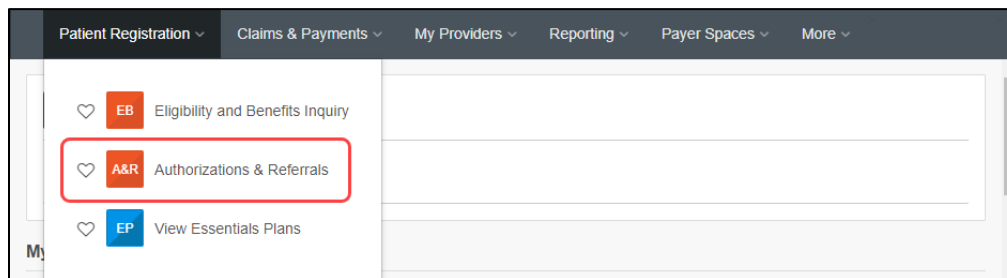 Patient Registration Claims & Payments My Providers Reporting Payer Spaces More
EB Eligibility and Benefits Inquiry
A&R Authorizations & Referrals
EP View Essentials Plans
My